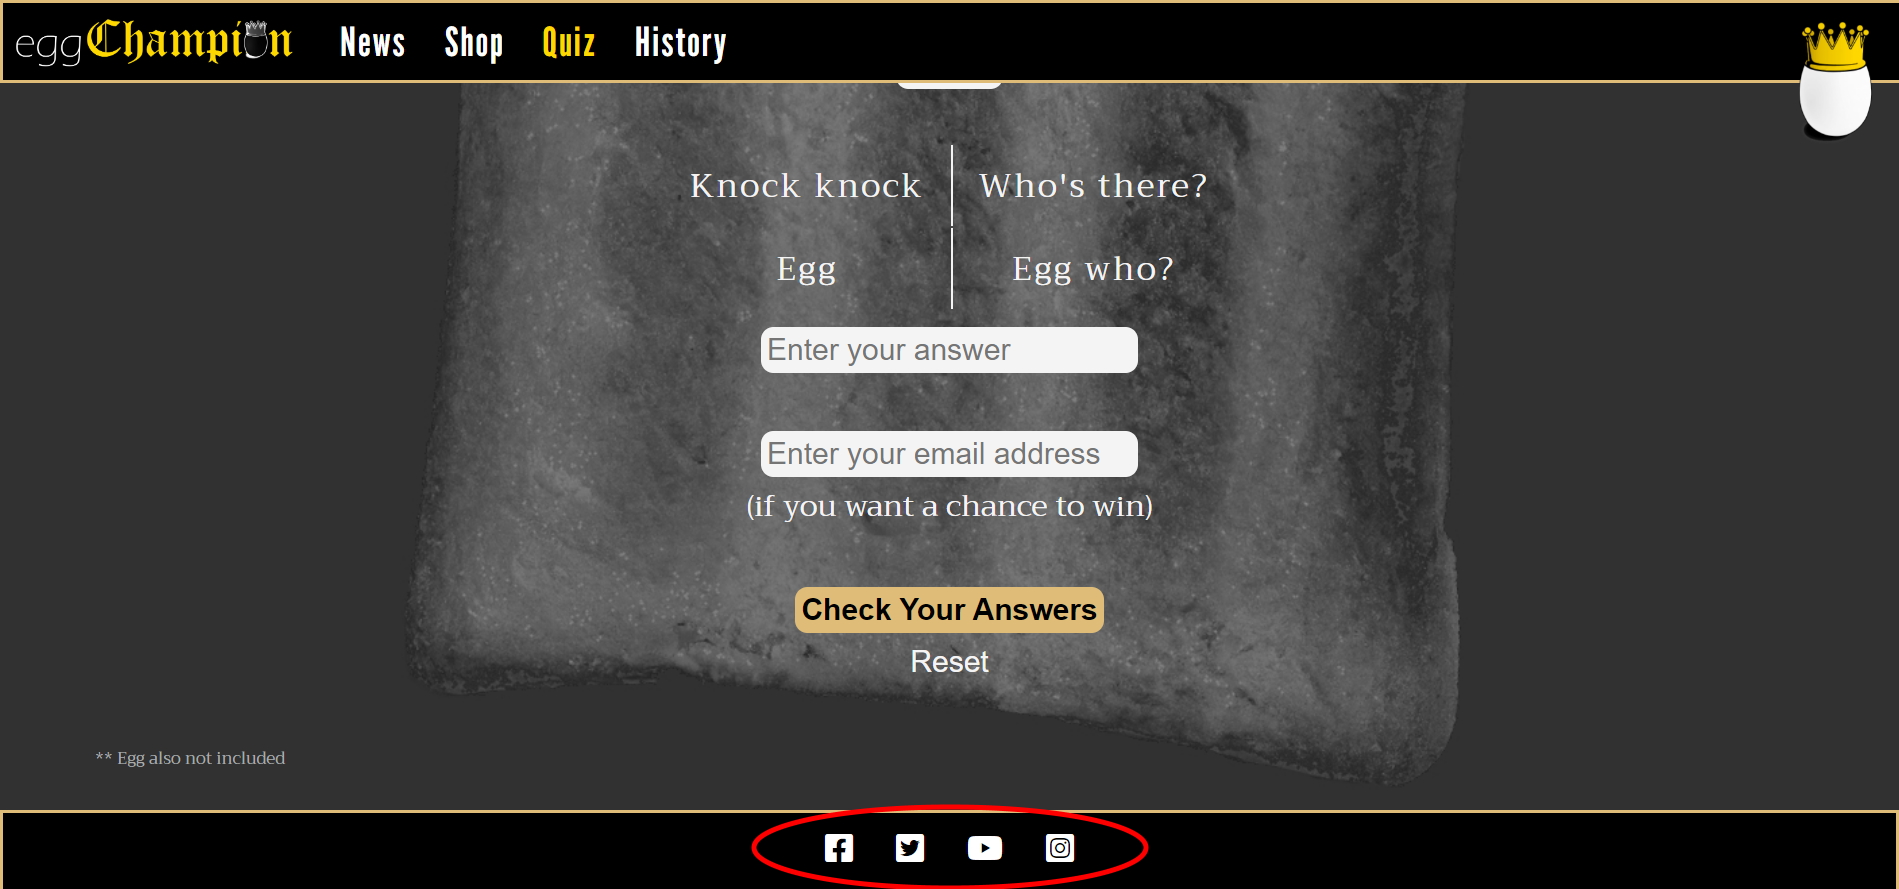 eggChampion News Shop Quiz History
Knock knock Who's there?
Egg Egg who?
Enter your answer
Enter your email address
(if you want a chance to win)
Check Your Answers
Reset
** Egg also not included